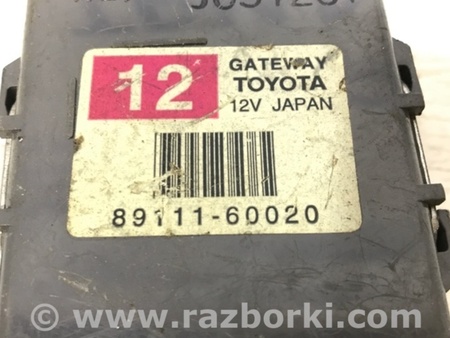 12
GATEWAY
TOYOTA
12V JAPAN
89111-60020
www.razborki.com